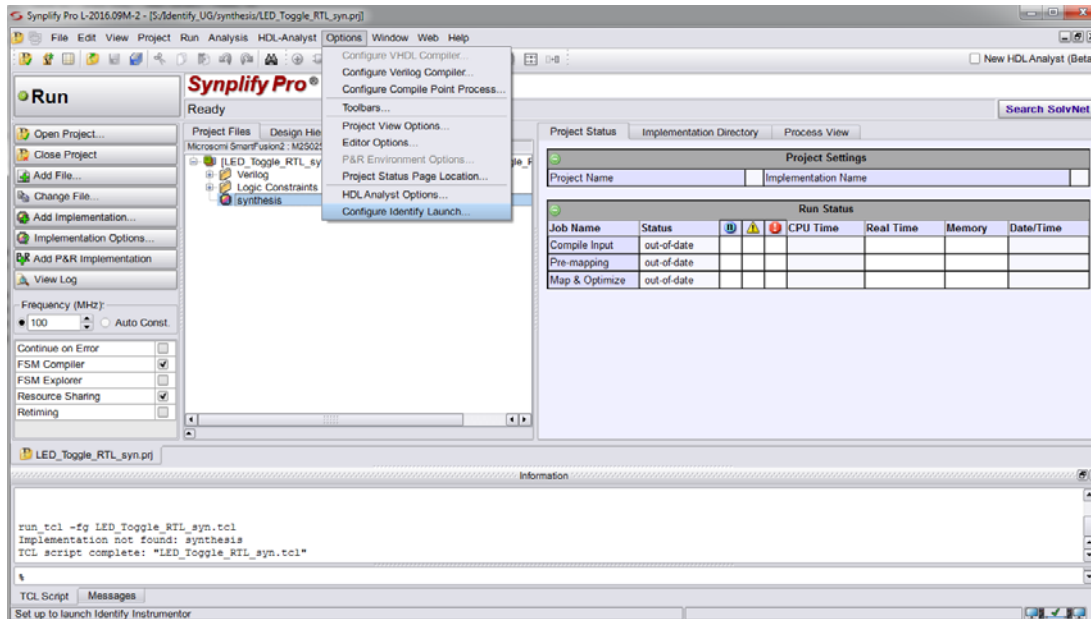 Synplify Pro L-2016.09M-2 - [S:/Identify_UG/synthesis/LED_Toggle_RTL_syn.prj]
File Edit View Project Run Analysis HDL-Analyst Options Window Web Help
New HDL Analyst (Beta
Run
Synplify Pro®
Ready
Search SolvNet
Configure VHDL Compiler...
Configure Verilog Compiler...
Configure Compile Point Process...
Toolbars...
Project View Options...
Editor Options...
P&R Environment Options...
Project Status Page Location...
HDL Analyst Options...
Configure Identify Launch...
Open Project...
Close Project
Add File...
Change File...
Add Implementation...
Implementation Options...
P&R Add P&R Implementation
View Log
Frequency (MHz):
100 Auto Const.
Continue on Error
FSM Compiler
FSM Explorer
Resource Sharing
Retiming
Project Files Design Hie
Microsemi SmartFusion2 : M2S025
[LED_Toggle_RTL_sy
Verilog
Logic Constraints
synthesis
Project Status Implementation Directory Process View
Project Settings
Project Name Implementation Name
Run Status
Job Name Status CPU Time Real Time Memory Date/Time
Compile Input out-of-date
Pre-mapping out-of-date
Map & Optimize out-of-date
LED_Toggle_RTL_syn.prj
Information
run_tcl -fg LED_Toggle_RTL_syn.tcl
Implementation not found: synthesis
TCL script complete: "LED_Toggle_RTL_syn.tcl"
%
TCL Script Messages
Set up to launch Identify Instrumentor